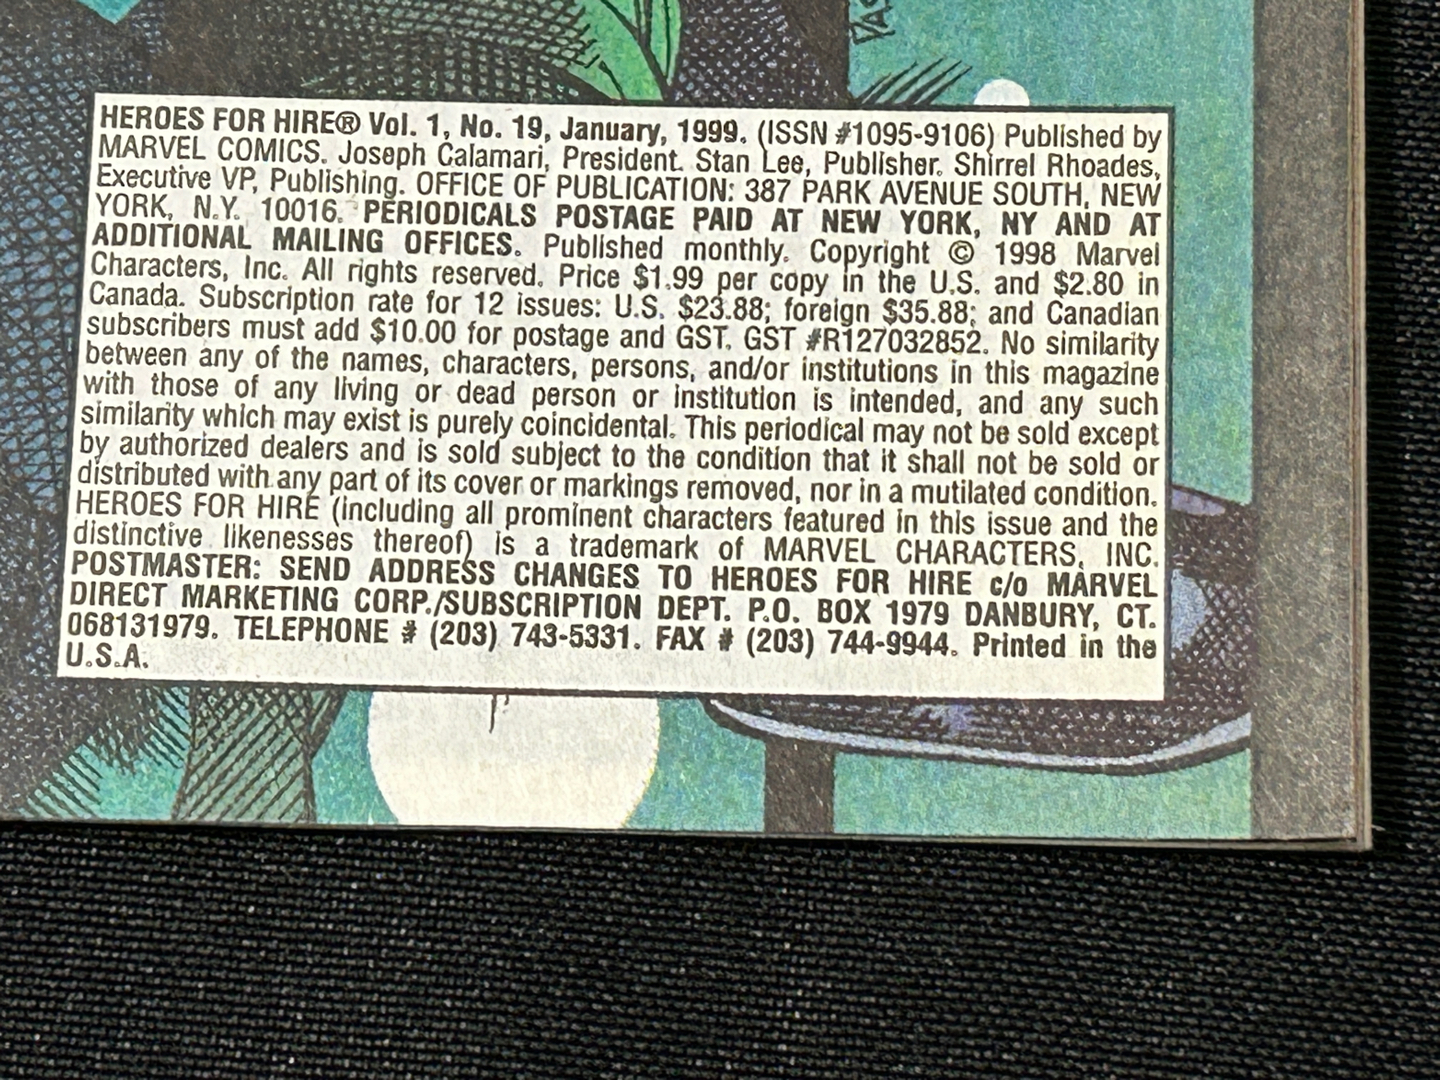 HEROES FOR HIRE® Vol. 1, No. 19, January, 1999. (ISSN #1095-9106) Published by
MARVEL COMICS. Joseph Calamari, President. Stan Lee, Publisher. Shirrel Rhoades,
Executive VP, Publishing. OFFICE OF PUBLICATION: 387 PARK AVENUE SOUTH, NEW
YORK, N.Y. 10016. PERIODICALS POSTAGE PAID AT NEW YORK, NY AND AT
ADDITIONAL MAILING OFFICES. Published monthly. Copyright © 1998 Marvel
Characters, Inc. All rights reserved. Price $1.99 per copy in the U.S. and $2.80 in
Canada. Subscription rate for 12 issues: U.S. $23.88; foreign $35.88; and Canadian
subscribers must add $10.00 for postage and GST. GST #R127032852. No similarity
between any of the names, characters, persons, and/or institutions in this magazine
with those of any living or dead person or institution is intended, and any such
similarity which may exist is purely coincidental. This periodical may not be sold except
by authorized dealers and is sold subject to the condition that it shall not be sold or
distributed with any part of its cover or markings removed, nor in a mutilated condition.
HEROES FOR HIRE (including all prominent characters featured in this issue and the
distinctive likenesses thereof) is a trademark of MARVEL CHARACTERS, INC.
POSTMASTER: SEND ADDRESS CHANGES TO HEROES FOR HIRE c/o MARVEL
DIRECT MARKETING CORP./SUBSCRIPTION DEPT. P.O. BOX 1979 DANBURY, CT.
068131979. TELEPHONE # (203) 743-5331. FAX # (203) 744-9944. Printed in the
U.S.A.